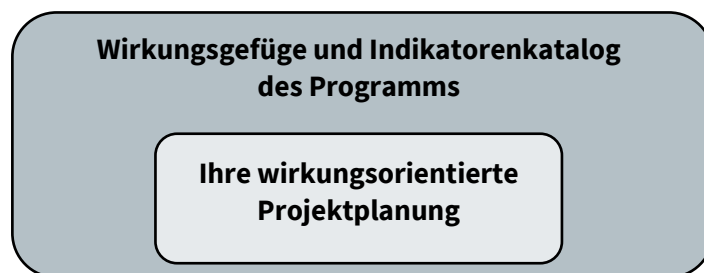 Wirkungsgefüge und Indikatorenkatalog
des Programms
Ihre wirkungsorientierte
Projektplanung